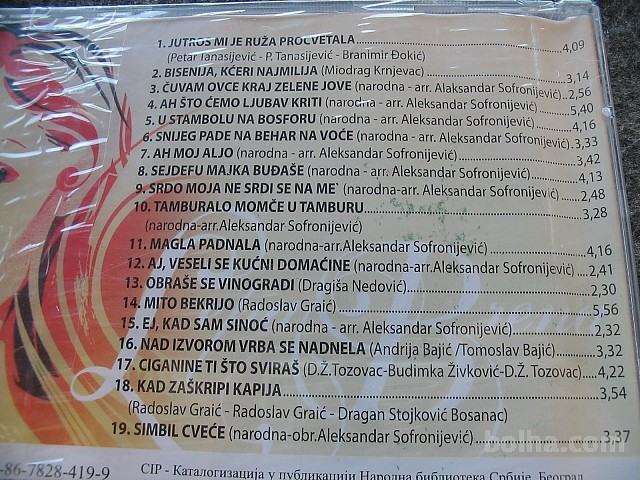 1. JUTROS MI JE RUŽA PROCVETALA.......4,09
(Petar Tanasijević - P. Tanasijević - Branimir Đokić)
2. BISENIJA, KĆERI NAJMILIJA (Miodrag Krnjevac).......3,14
3. ČUVAM OVCE KRAJ ZELENE JOVE (narodna - arr. Aleksandar Sofronijević)..2,56
4. AH ŠTO ĆEMO LJUBAV KRITI (narodna - arr. Aleksandar Sofronijević)....5,40
5. U STAMBOLU NA BOSFORU (narodna - arr. Aleksandar Sofronijević).......4,16
6. SNIJEG PADE NA BEHAR NA VOĆE (narodna - arr. Aleksandar Sofronijević)..3,33
7. AH MOJ ALJO (narodna - arr. Aleksandar Sofronijević).......3,42
8. SEJDEFU MAJKA BUĐAŠE (narodna - arr. Aleksandar Sofronijević).......4,13
9. SRDO MOJA NE SRDI SE NA ME` (narodna-arr. Aleksandar Sofronijević)....2,48
10. TAMBURALO MOMČE U TAMBURU.......3,28
(narodna-arr.Aleksandar Sofronijević)
11. MAGLA PADNALA (narodna-arr.Aleksandar Sofronijević).......4,16
12. AJ, VESELI SE KUĆNI DOMAĆINE (narodna-arr.Aleksandar Sofronijević)....2,41
13. OBRAŠE SE VINOGRADI (Dragiša Nedović).......2,30
14. MITO BEKRIJO (Radoslav Graić).......5,56
15. EJ, KAD SAM SINOĆ (narodna - arr. Aleksandar Sofronijević).......2,32
16. NAD IZVOROM VRBA SE NADNELA (Andrija Bajić /Tomoslav Bajić).......3,32
17. CIGANINE TI ŠTO SVIRAŠ (D.Ž.Tozovac-Budimka Živković-D.Ž. Tozovac)....4,22
18. KAD ZAŠKRIPI KAPIJA.......3,54
(Radoslav Graić - Radoslav Graić - Dragan Stojković Bosanac)
19. SIMBIL CVEĆE (narodna-obr.Aleksandar Sofronijević).......3,37
bolha.com
-86-7828-419-9
CIP - Каталогизација у публикацији Народна библиотека Србије, Београд